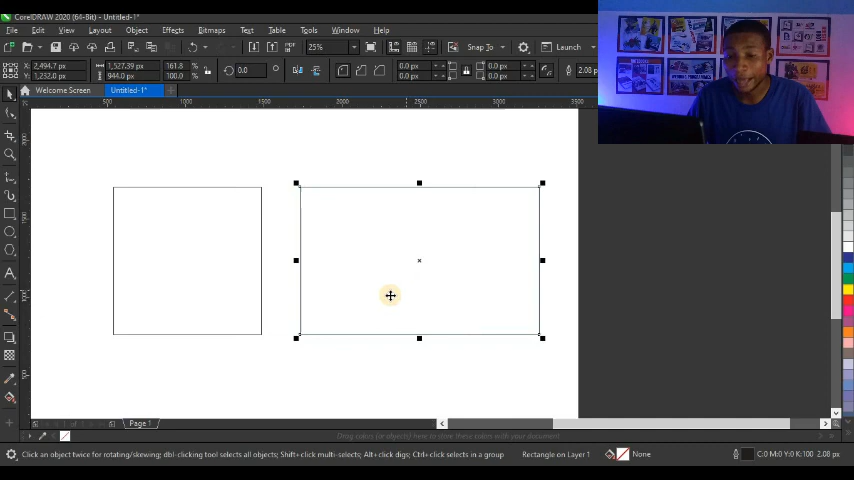 CorelDRAW 2020 (64-Bit) - Untitled-1*
File Edit View Layout Object Effects Bitmaps Text Table Tools Window Help
25% Snap To Launch
X: 2,494.7 px 1,527.39 px 161.8 % 0.0 0.0 px 0.0 px 2.08 px
Y: 1,232.0 px 944.0 px 100.0 % 0.0 px 0.0 px
Welcome Screen Untitled-1*
500 1000 1500 2000 2500 3000 3500
2000
1500
1000
500
Page 1
Drag colors (or objects) here to store these colors with your document
Click an object twice for rotating/skewing; dbl-clicking tool selects all objects; Shift+click multi-selects; Alt+click digs; Ctrl+click selects in a group Rectangle on Layer 1 None C:0 M:0 Y:0 K:100 2.08 px